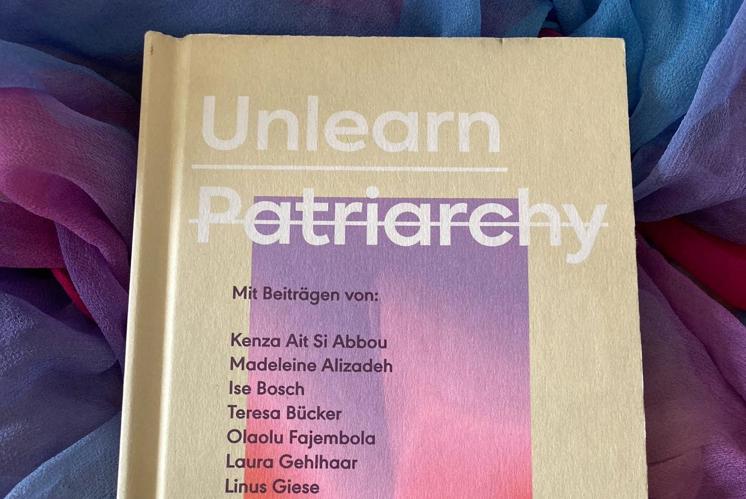 Unlearn
Patriarchy
Mit Beiträgen von:
Kenza Ait Si Abbou
Madeleine Alizadeh
Ise Bosch
Teresa Bücker
Olaolu Fajembola
Laura Gehlhaar
Linus Giese